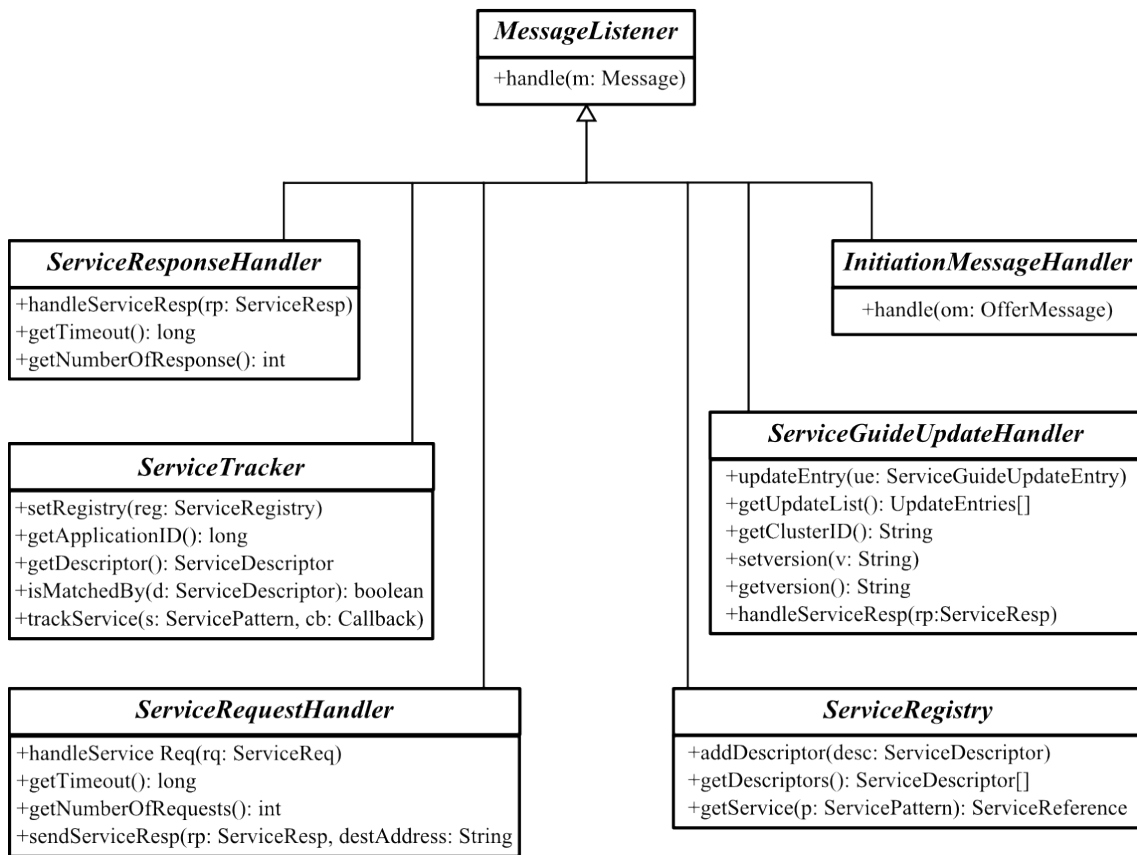 MessageListener
+handle(m: Message)
ServiceResponseHandler
+handleServiceResp(rp: ServiceResp)
+getTimeout(): long
+getNumberOfResponse(): int
InitiationMessageHandler
+handle(om: OfferMessage)
ServiceTracker
+setRegistry(reg: ServiceRegistry)
+getApplicationID(): long
+getDescriptor(): ServiceDescriptor
+isMatchedBy(d: ServiceDescriptor): boolean
+trackService(s: ServicePattern, cb: Callback)
ServiceGuideUpdateHandler
+updateEntry(ue: ServiceGuideUpdateEntry)
+getUpdateList(): UpdateEntries[]
+getClusterID(): String
+setversion(v: String)
+getversion(): String
+handleServiceResp(rp:ServiceResp)
ServiceRequestHandler
+handleService Req(rq: ServiceReq)
+getTimeout(): long
+getNumberOfRequests(): int
+sendServiceResp(rp: ServiceResp, destAddress: String
ServiceRegistry
+addDescriptor(desc: ServiceDescriptor)
+getDescriptors(): ServiceDescriptor[]
+getService(p: ServicePattern): ServiceReference